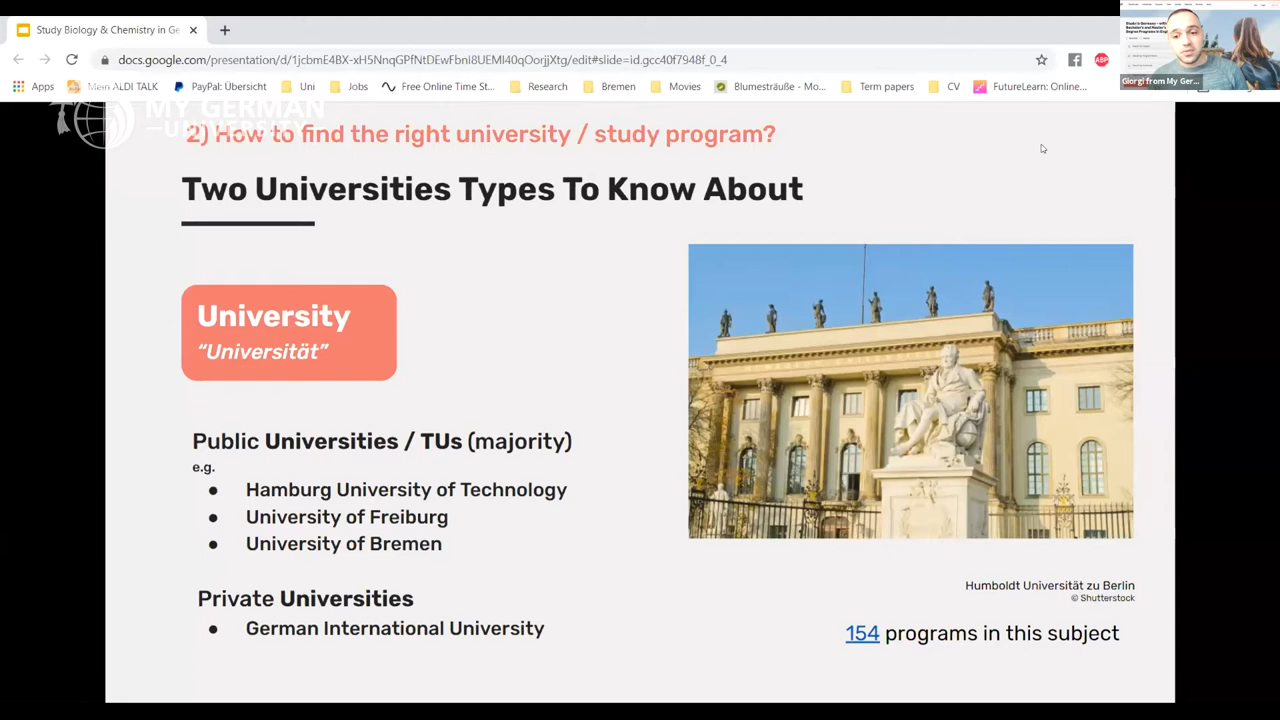 Study Biology & Chemistry in Ge
docs.google.com/presentation/d/
/edit#slide=id.gcc40f7948f_0_4
ABP
Apps
Mein ALDI TALK
PayPal: Übersicht
Uni
Jobs
Free Online Time St...
Research
Bremen
Movies
Blumesträuße - Mo...
Term papers
CV
FutureLearn: Online...
Giorgi from My Ger...
MY GERMAN
UNIVERSITY
2) How to find the right university / study program?
Two Universities Types To Know About
University
“Universität”
Public Universities / TUs (majority)
e.g.
● Hamburg University of Technology
● University of Freiburg
● University of Bremen
Private Universities
● German International University
Humboldt Universität zu Berlin
© Shutterstock
154 programs in this subject